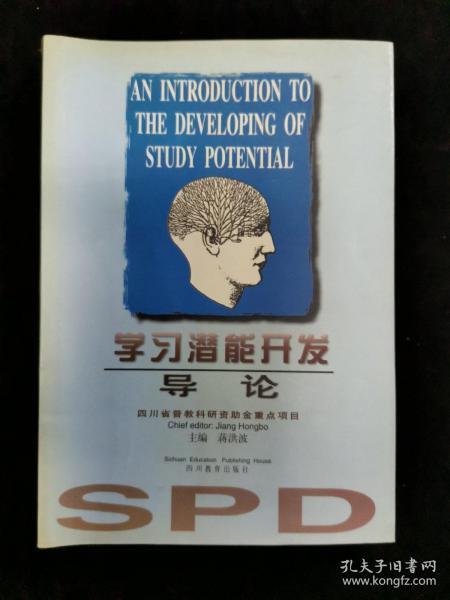 AN INTRODUCTION TO
THE DEVELOPING OF
STUDY POTENTIAL
学习潜能开发
导 论
四川省普教科研资助金重点项目
Chief editor: Jiang Hongbo
主编 蒋洪波
Sichuan Education Publishing House
四川教育出版社
SPD
孔夫子旧书网
www.kongfz.com